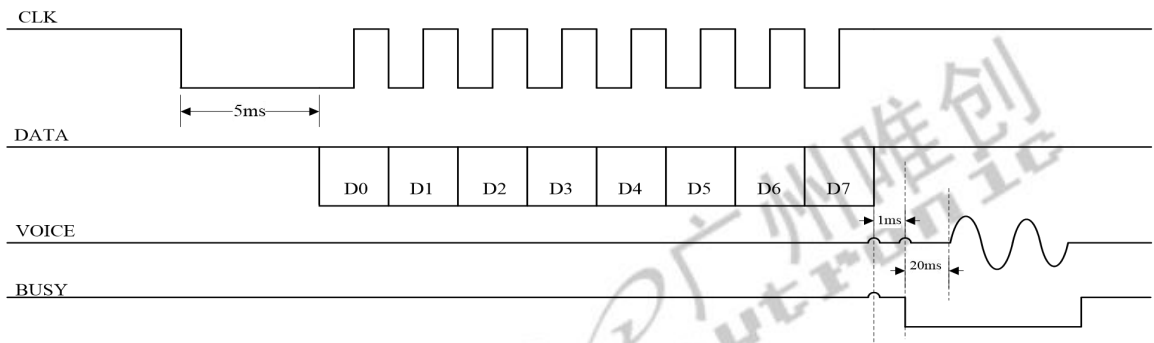 CLK
5ms
DATA
D0 D1 D2 D3 D4 D5 D6 D7
1ms
VOICE
20ms
BUSY
广州唯创